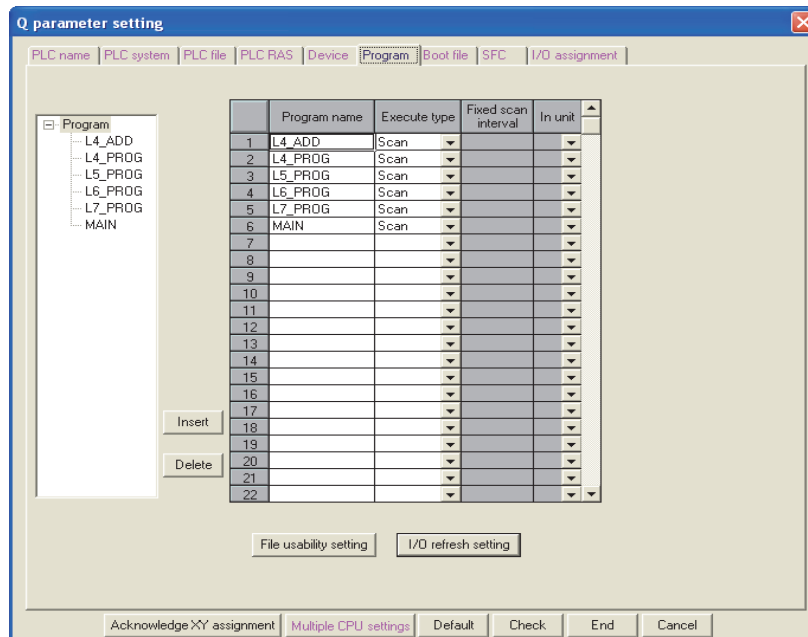 Q parameter setting
PLC name PLC system PLC file PLC RAS Device Program Boot file SFC I/O assignment
Program
L4_ADD
L4_PROG
L5_PROG
L6_PROG
L7_PROG
MAIN
Program name Execute type Fixed scan interval In unit
1 L4_ADD Scan
2 L4_PROG Scan
3 L5_PROG Scan
4 L6_PROG Scan
5 L7_PROG Scan
6 MAIN Scan
7
8
9
10
11
12
13
14
15
16
17
18
19
20
21
22
Insert
Delete
File usability setting I/O refresh setting
Acknowledge XY assignment Multiple CPU settings Default Check End Cancel